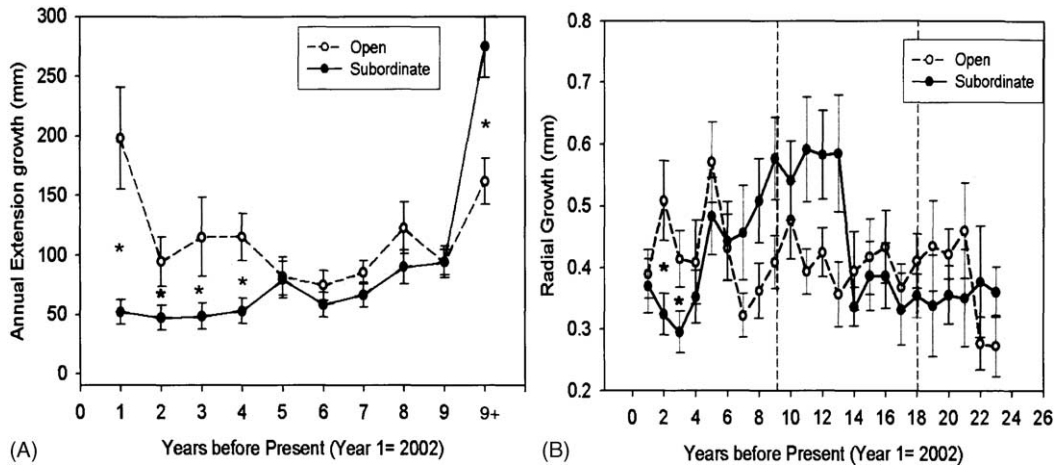 Annual Extension growth (mm)
300
250
200
150
100
50
0
Open
Subordinate
*
*
*
*
*
0 1 2 3 4 5 6 7 8 9 9+
Years before Present (Year 1= 2002)
(A)
Radial Growth (mm)
0.8
0.7
0.6
0.5
0.4
0.3
0.2
Open
Subordinate
*
*
0 2 4 6 8 10 12 14 16 18 20 22 24 26
Years before Present (Year 1= 2002)
(B)